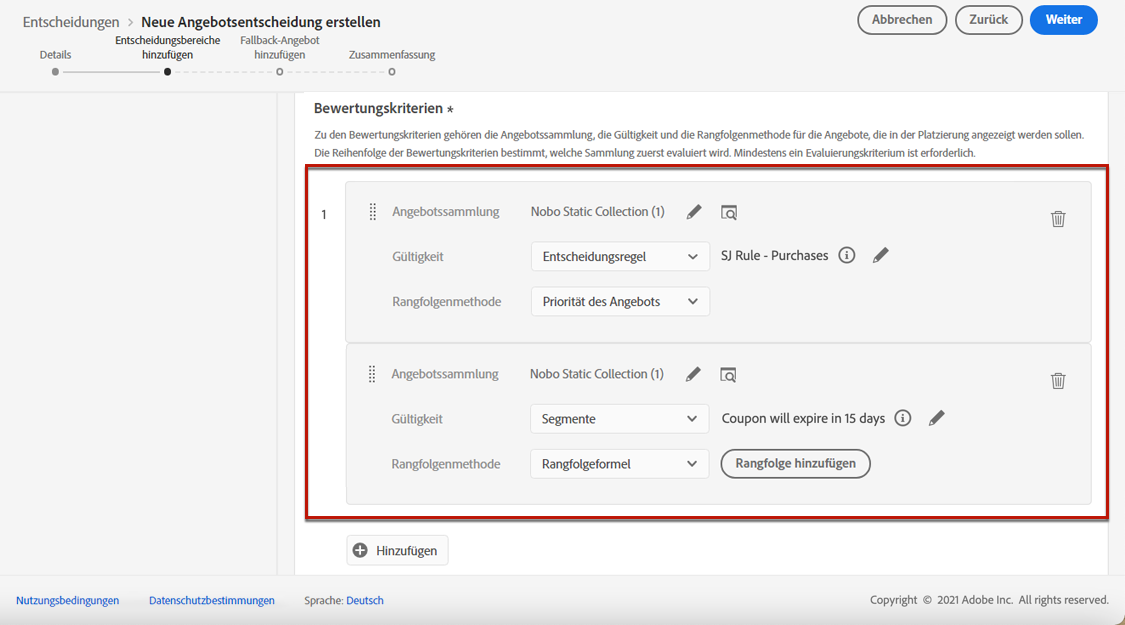 Entscheidungen > Neue Angebotsentscheidung erstellen
Abbrechen Zurück Weiter
Details
Entscheidungsbereiche
hinzufügen
Fallback-Angebot
hinzufügen
Zusammenfassung
Bewertungskriterien *
Zu den Bewertungskriterien gehören die Angebotssammlung, die Gültigkeit und die Rangfolgenmethode für die Angebote, die in der Platzierung angezeigt werden sollen.
Die Reihenfolge der Bewertungskriterien bestimmt, welche Sammlung zuerst evaluiert wird. Mindestens ein Evaluierungskriterium ist erforderlich.
1 Angebotssammlung Nobo Static Collection (1)
Gültigkeit Entscheidungsregel SJ Rule - Purchases
Rangfolgenmethode Priorität des Angebots
Angebotssammlung Nobo Static Collection (1)
Gültigkeit Segmente Coupon will expire in 15 days
Rangfolgenmethode Rangfolgeformel Rangfolge hinzufügen
Hinzufügen
Nutzungsbedingungen Datenschutzbestimmungen Sprache: Deutsch Copyright © 2021 Adobe Inc. All rights reserved.